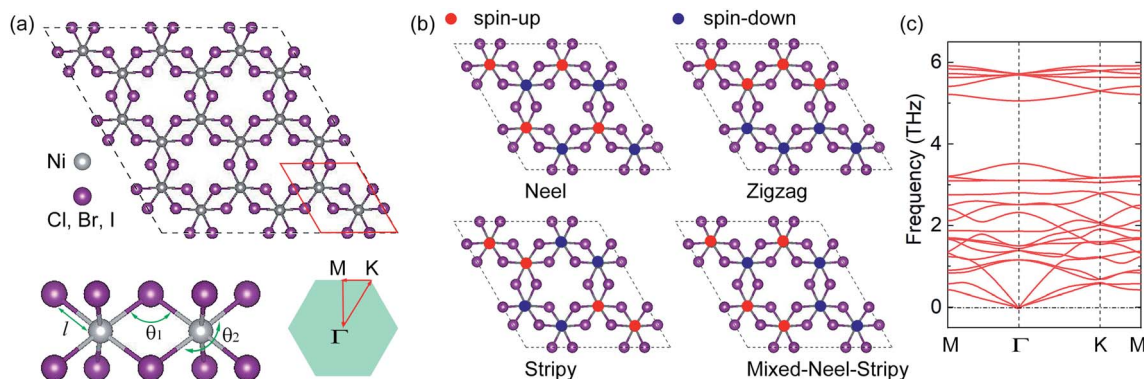 (a)
Ni
Cl, Br, I
l
θ1
θ2
M
K
Γ
(b)
spin-up
spin-down
Neel
Zigzag
Stripy
Mixed-Neel-Stripy
(c)
Frequency (THz)
6
4
2
0
M
Γ
K
M